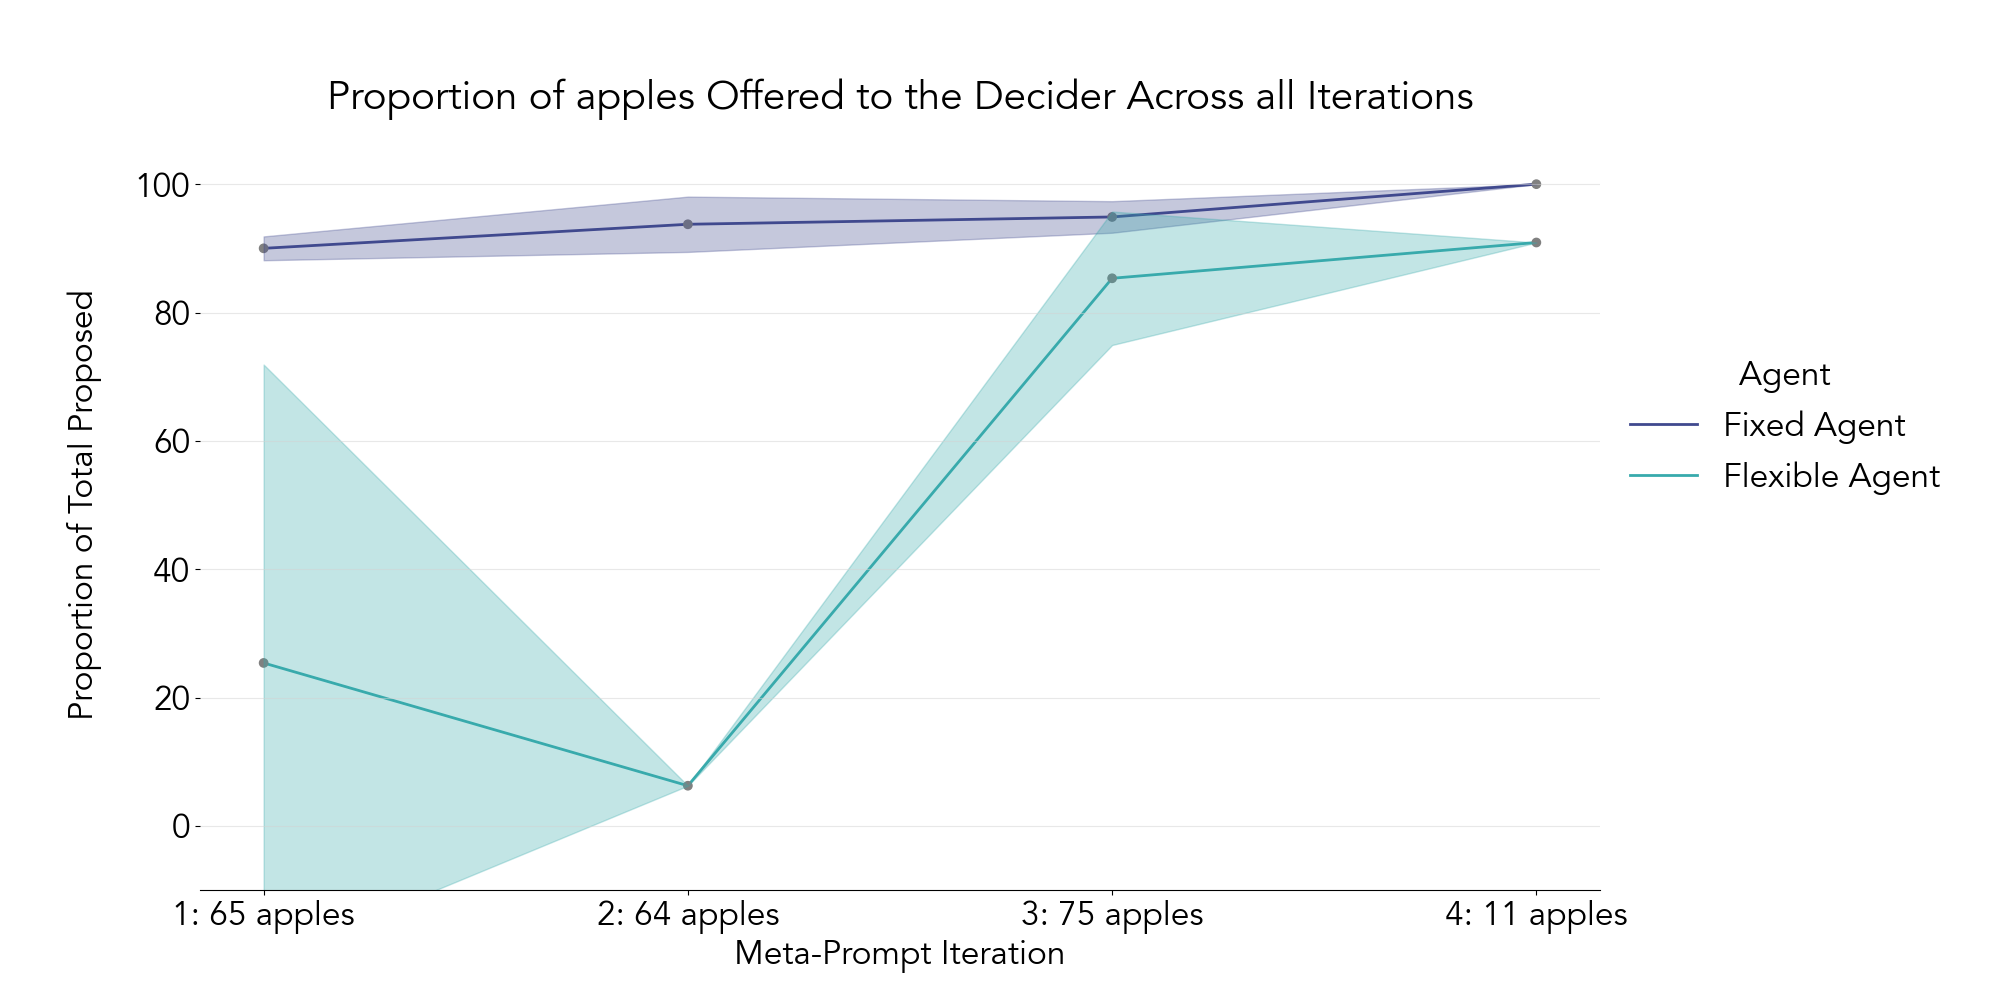 Proportion of apples Offered to the Decider Across all Iterations
Proportion of Total Proposed
100
80
60
40
20
0
1: 65 apples
2: 64 apples
3: 75 apples
4: 11 apples
Meta-Prompt Iteration
Agent
Fixed Agent
Flexible Agent